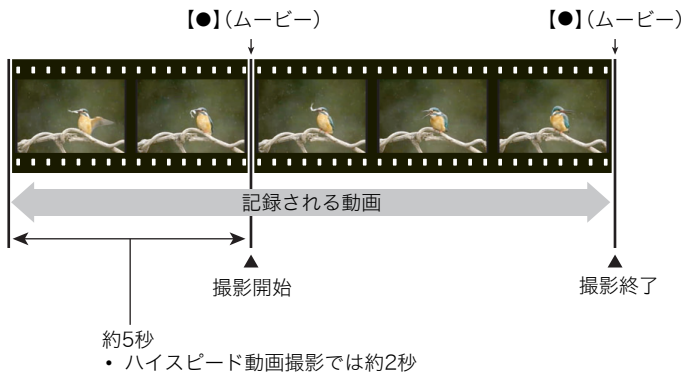 【●】（ムービー）
【●】（ムービー）
記録される動画
撮影開始
撮影終了
約5秒
• ハイスピード動画撮影では約2秒